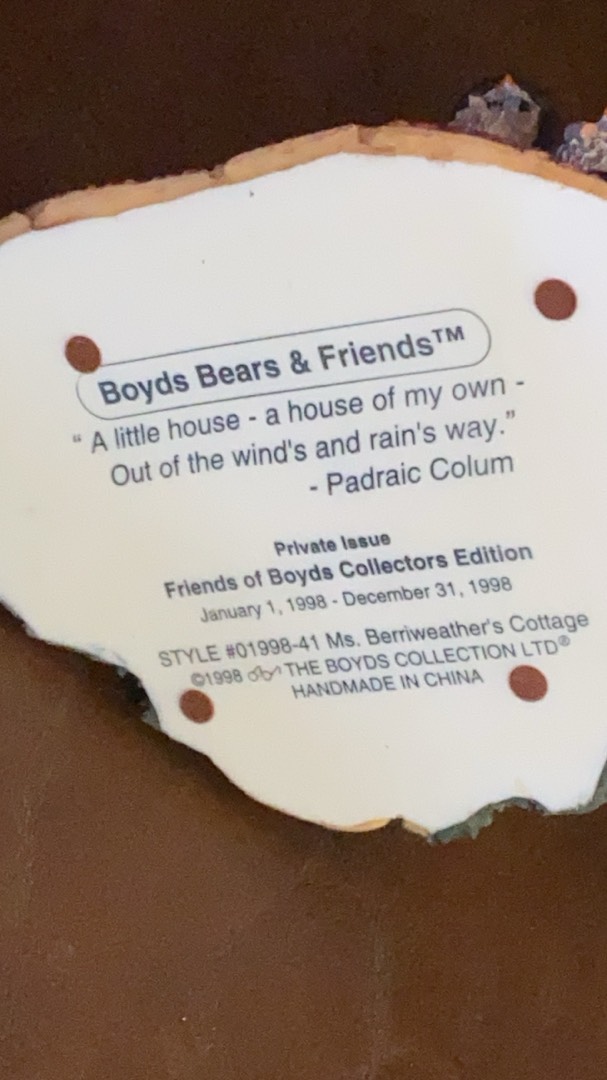 Boyds Bears & Friends™
“ A little house - a house of my own -
Out of the wind's and rain's way.”
- Padraic Colum
Private Issue
Friends of Boyds Collectors Edition
January 1, 1998 - December 31, 1998
STYLE #01998-41 Ms. Berriweather's Cottage
©1998 THE BOYDS COLLECTION LTD®
HANDMADE IN CHINA